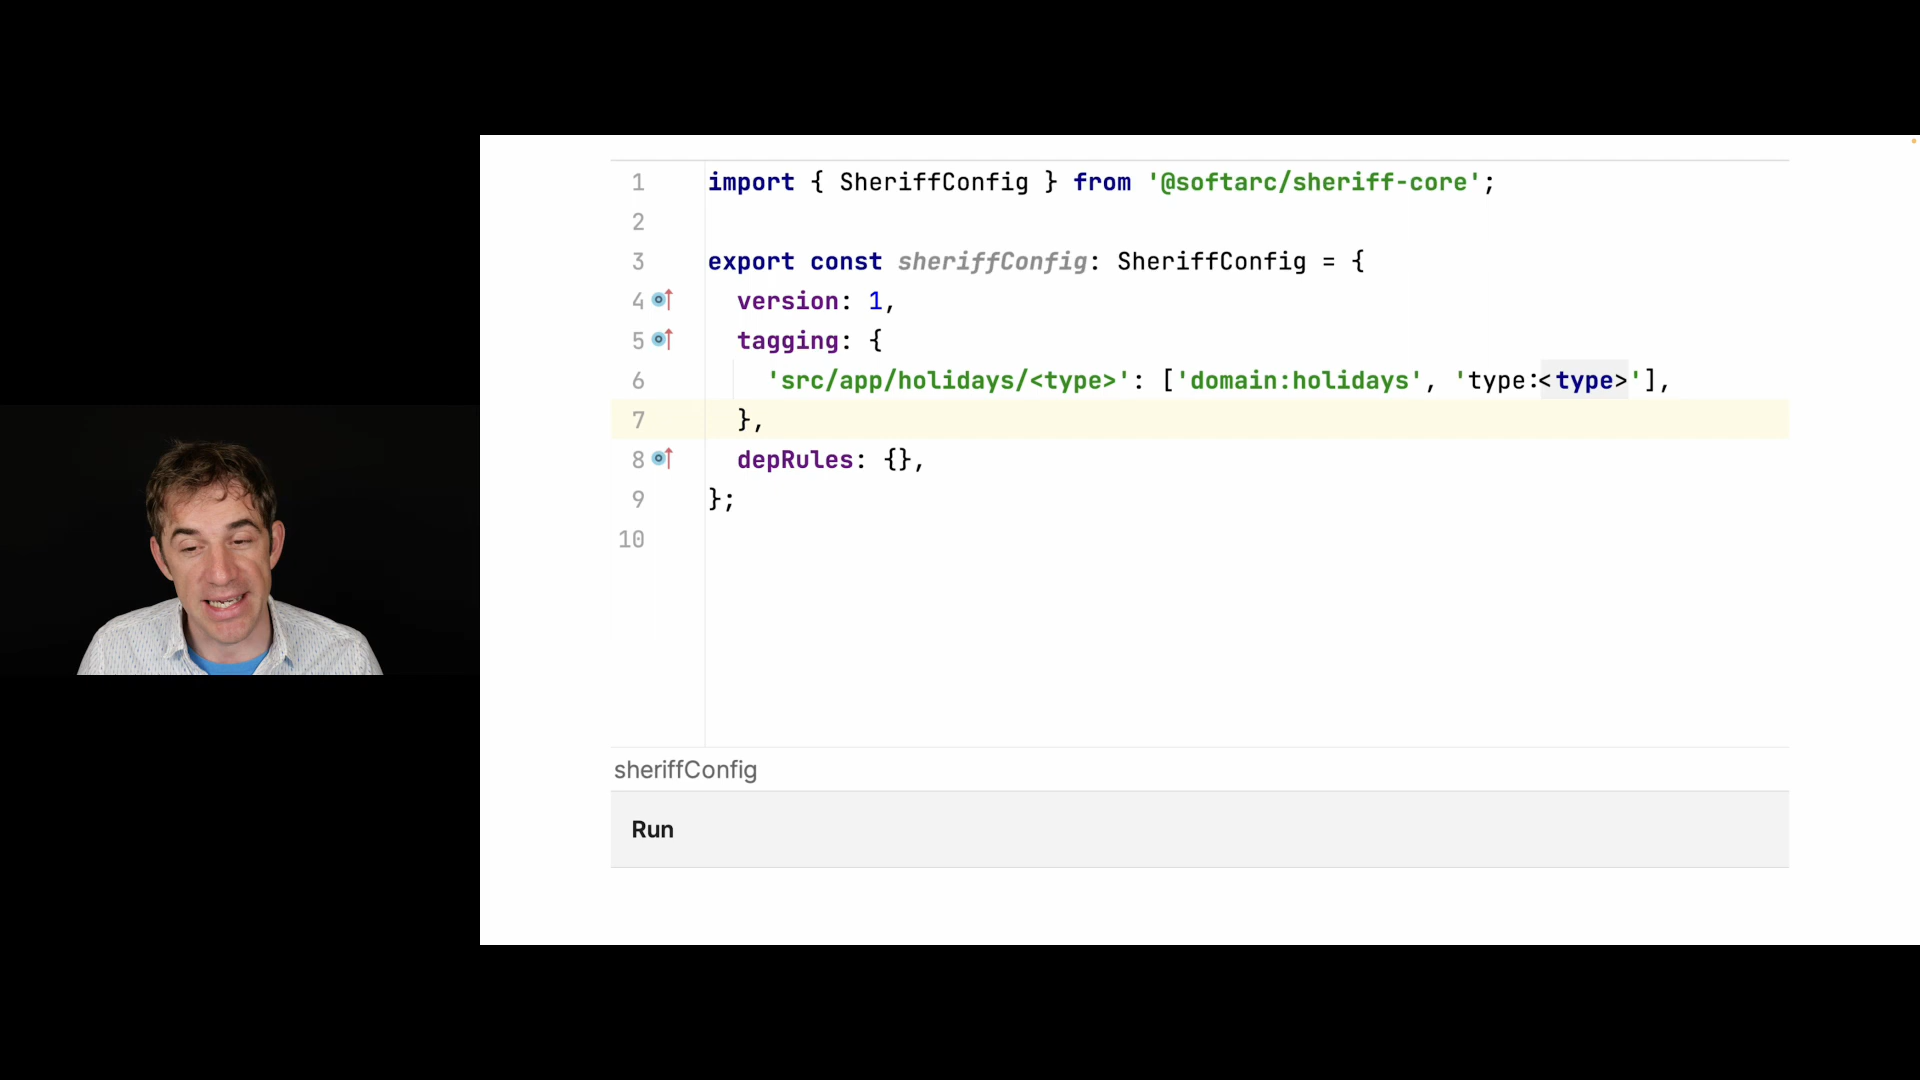 1 import { SheriffConfig } from '@softarc/sheriff-core';
2
3 export const sheriffConfig: SheriffConfig = {
4 version: 1,
5 tagging: {
6 'src/app/holidays/<type>': ['domain:holidays', 'type:<type>'],
7 },
8 depRules: {},
9 };
10
sheriffConfig
Run